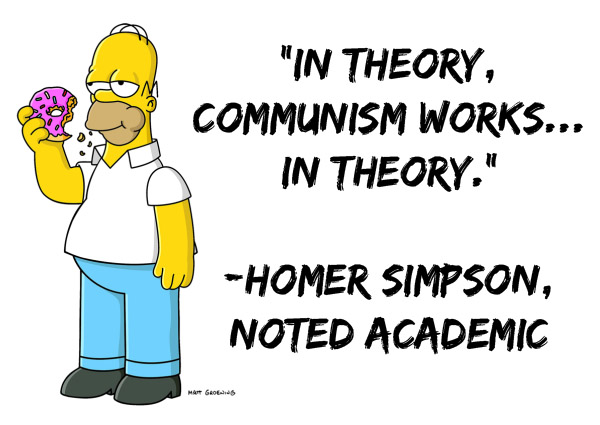 "IN THEORY,
COMMUNISM WORKS...
IN THEORY."
-HOMER SIMPSON,
NOTED ACADEMIC
MATT GROENING